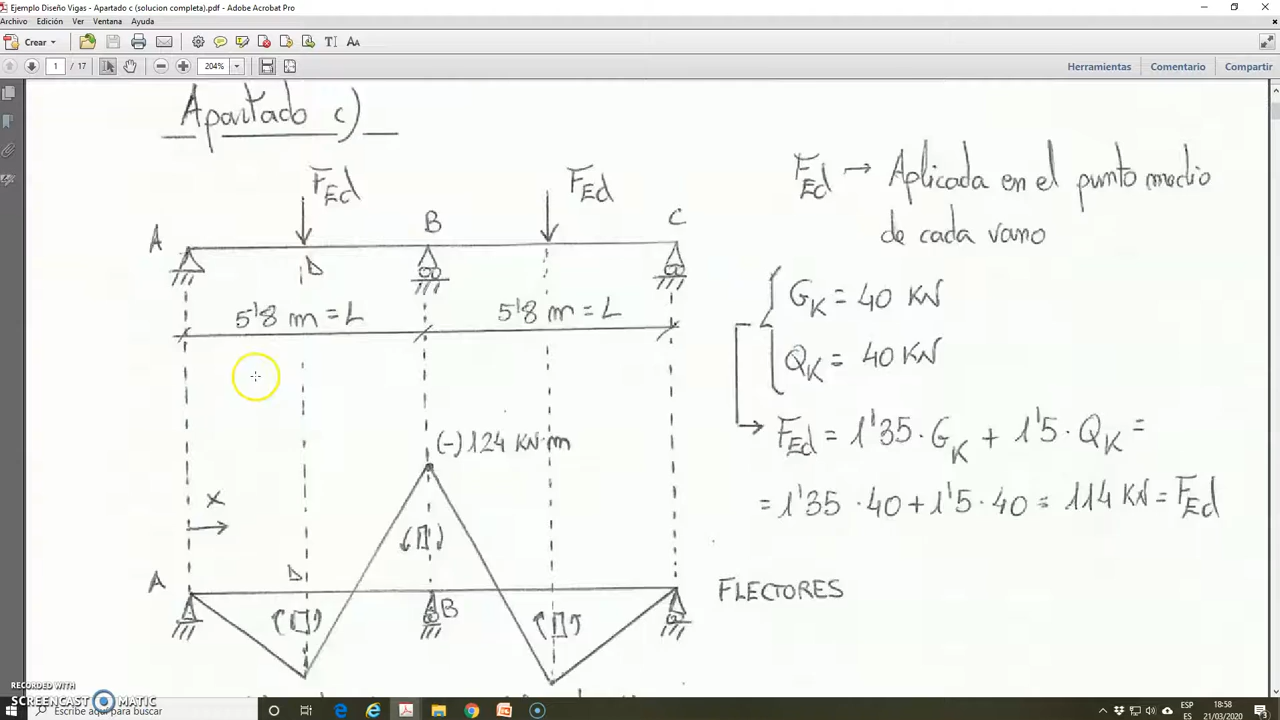 Ejemplo Diseño Vigas - Apartado c (solucion completa).pdf - Adobe Acrobat Pro
Archivo Edición Ver Ventana Ayuda
Crear
1 / 17 204% Herramientas Comentario Compartir
Apartado c)
FEd FEd
A B C
D
5'8 m = L 5'8 m = L
FEd → Aplicada en el punto medio
de cada vano
GK = 40 KN
QK = 40 KN
FEd = 1'35 · GK + 1'5 · QK =
= 1'35 · 40 + 1'5 · 40 = 114 KN = FEd
(-) 124 KN·m
x
A D B
FLECTORES
RECORDED WITH
SCREENCAST MATIC
Escribe aquí para buscar
ESP
ES
18:58
21/03/2020